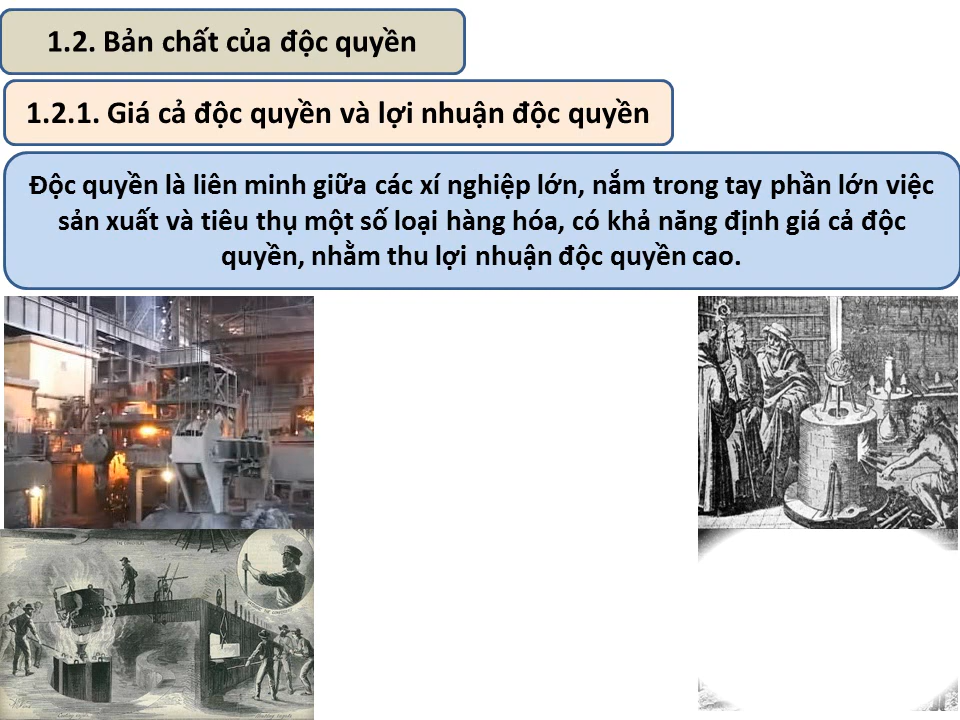 1.2. Bản chất của độc quyền
1.2.1. Giá cả độc quyền và lợi nhuận độc quyền
Độc quyền là liên minh giữa các xí nghiệp lớn, nắm trong tay phần lớn việc
sản xuất và tiêu thụ một số loại hàng hóa, có khả năng định giá cả độc
quyền, nhằm thu lợi nhuận độc quyền cao.